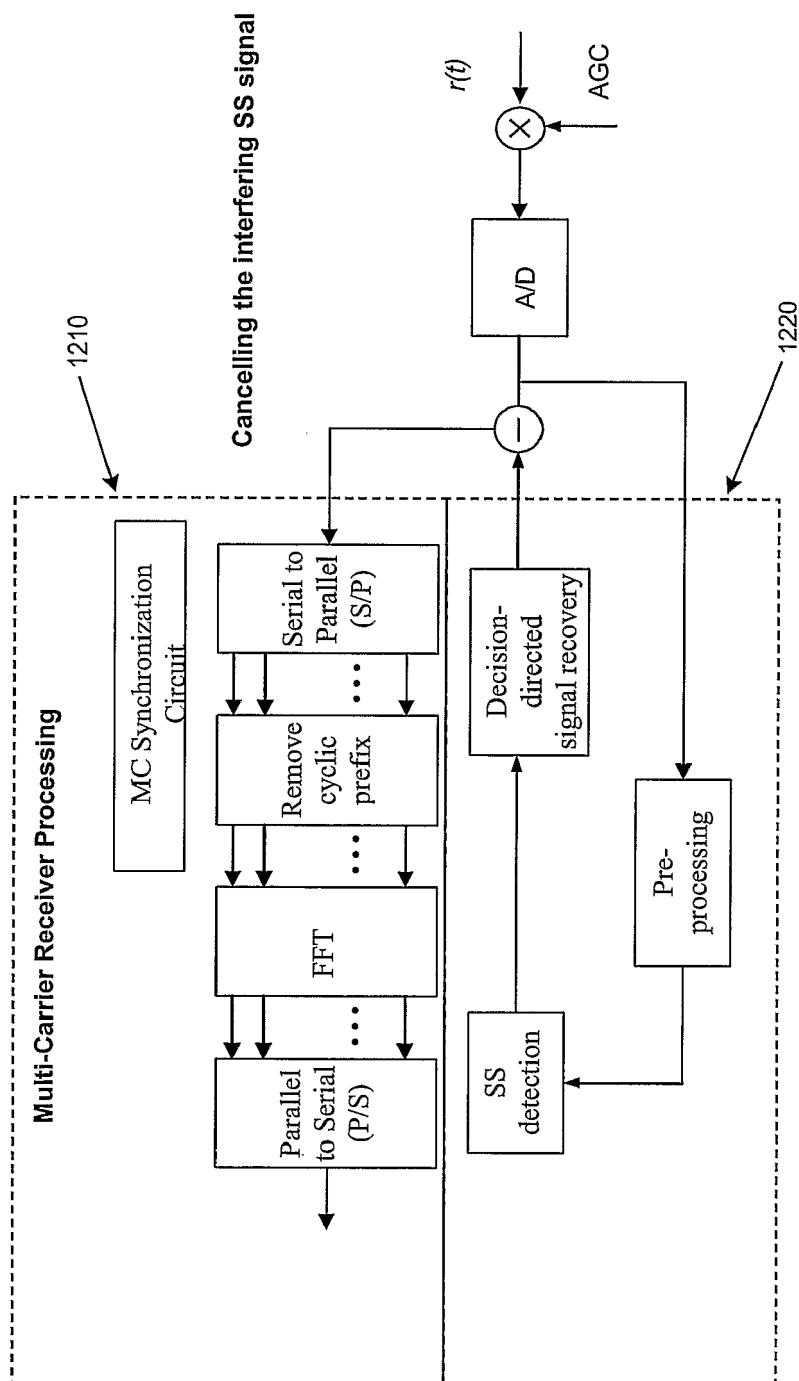 Multi-Carrier Receiver Processing
1210
MC Synchronization
Circuit
Cancelling the interfering SS signal
Parallel
to Serial
(P/S)
FFT
Remove
cyclic
prefix
Serial to
Parallel
(S/P)
SS
detection
Decision-
directed
signal recovery
Pre-
processing
A/D
r(t)
AGC
1220